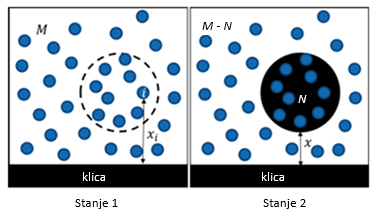 M
i
xᵢ
klica
Stanje 1
M - N
N
x
klica
Stanje 2